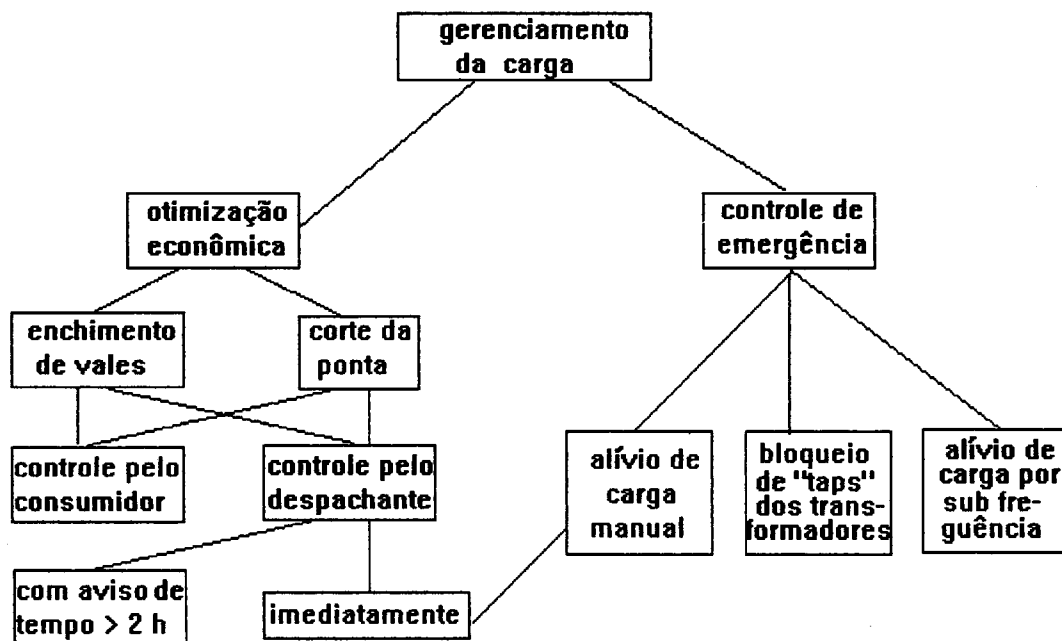 gerenciamento
da carga
otimização
econômica
controle de
emergência
enchimento
de vales
corte da
ponta
controle pelo
consumidor
controle pelo
despachante
alívio de
carga
manual
bloqueio
de "taps"
dos trans-
formadores
alívio de
carga por
sub fre-
guência
com aviso de
tempo > 2 h
imediatamente